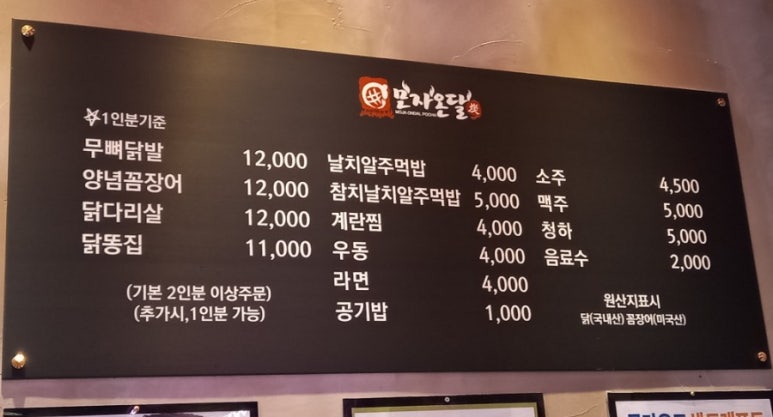 모자온달
MOJA ONDAL POCHA
☆1인분기준
무뼈닭발 12,000
양념꼼장어 12,000
닭다리살 12,000
닭똥집 11,000
(기본 2인분 이상주문)
(추가시,1인분 가능)
날치알주먹밥 4,000
참치날치알주먹밥 5,000
계란찜 4,000
우동 4,000
라면 4,000
공기밥 1,000
소주 4,500
맥주 5,000
청하 5,000
음료수 2,000
원산지표시
닭(국내산) 꼼장어(미국산)